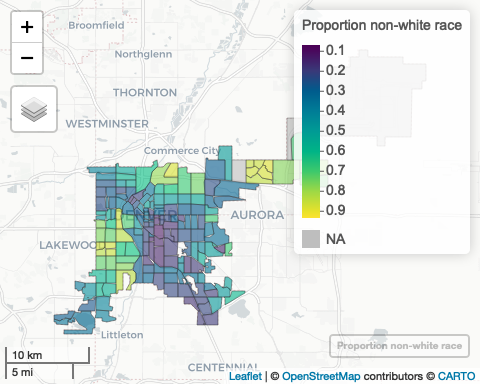 +
−
Proportion non-white race
0.1
0.2
0.3
0.4
0.5
0.6
0.7
0.8
0.9
NA
Broomfield
Northglenn
THORNTON
WESTMINSTER
Commerce City
DENVER
AURORA
LAKEWOOD
Littleton
CENTENNIAL
10 km
5 mi
Proportion non-white race
Leaflet | © OpenStreetMap contributors © CARTO